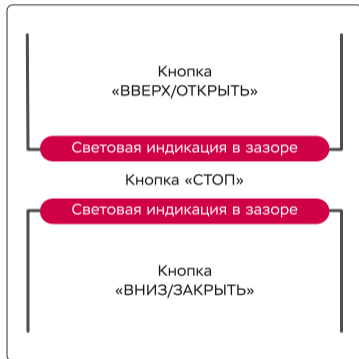 Кнопка
«ВВЕРХ/ОТКРЫТЬ»
Световая индикация в зазоре
Кнопка «СТОП»
Световая индикация в зазоре
Кнопка
«ВНИЗ/ЗАКРЫТЬ»